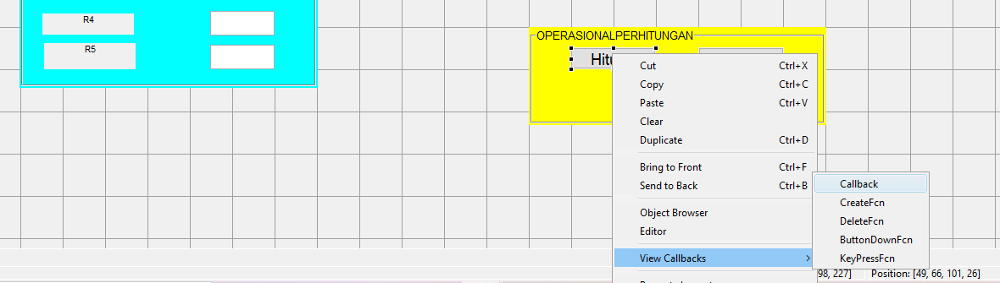 R4
R5
OPERASIONALPERHITUNGAN
Cut Ctrl+X
Copy Ctrl+C
Paste Ctrl+V
Clear
Duplicate Ctrl+D
Bring to Front Ctrl+F
Send to Back Ctrl+B
Object Browser
Editor
View Callbacks >
Callback
CreateFcn
DeleteFcn
ButtonDownFcn
KeyPressFcn
98, 227] Position: [49, 66, 101, 26]